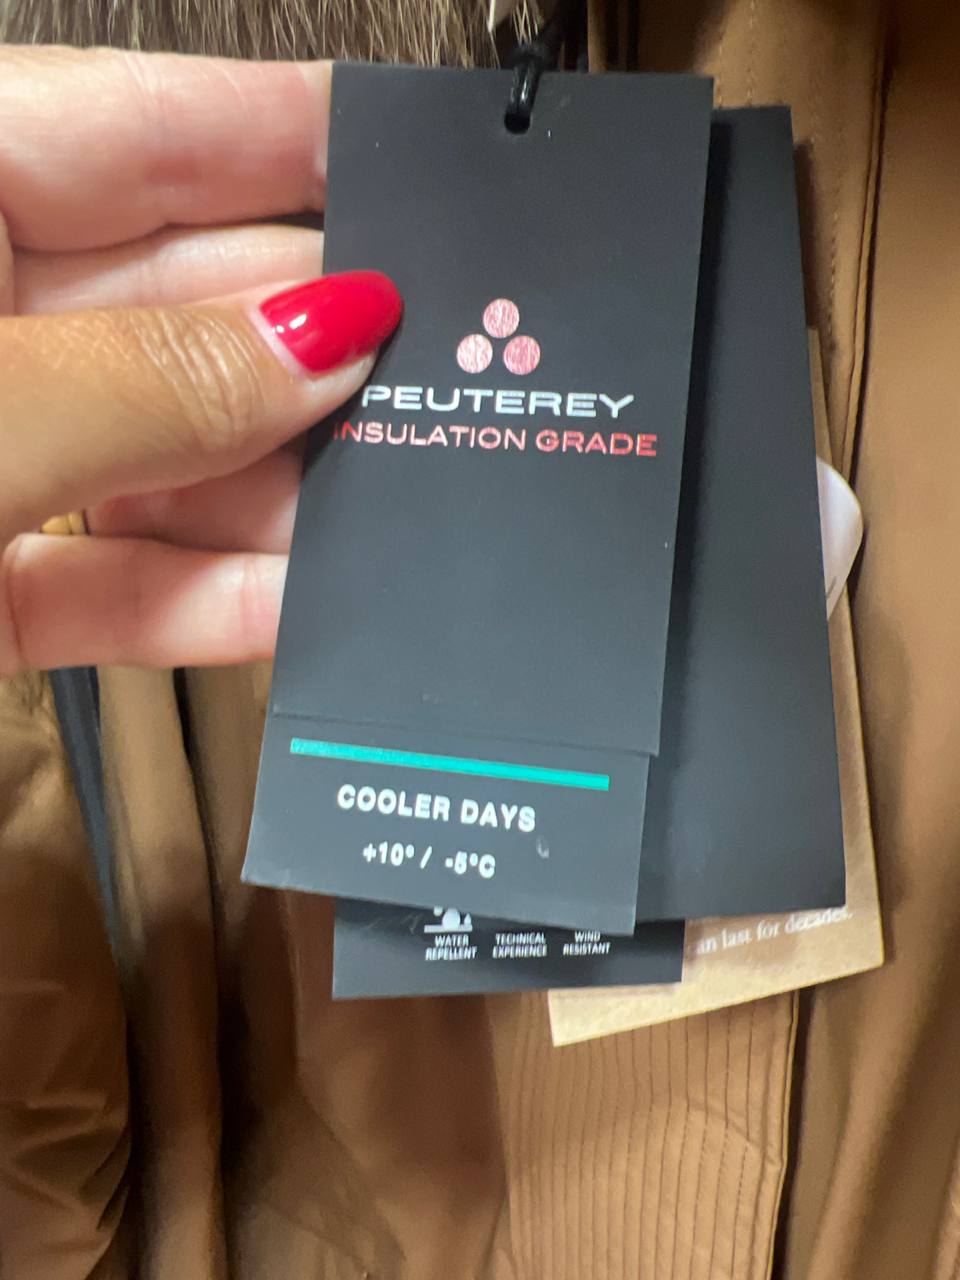 PEUTEREY
INSULATION GRADE
COOLER DAYS
+10° / -5°C
WATER
REPELLENT
TECHNICAL
EXPERIENCE
WIND
RESISTANT
an last for decades.